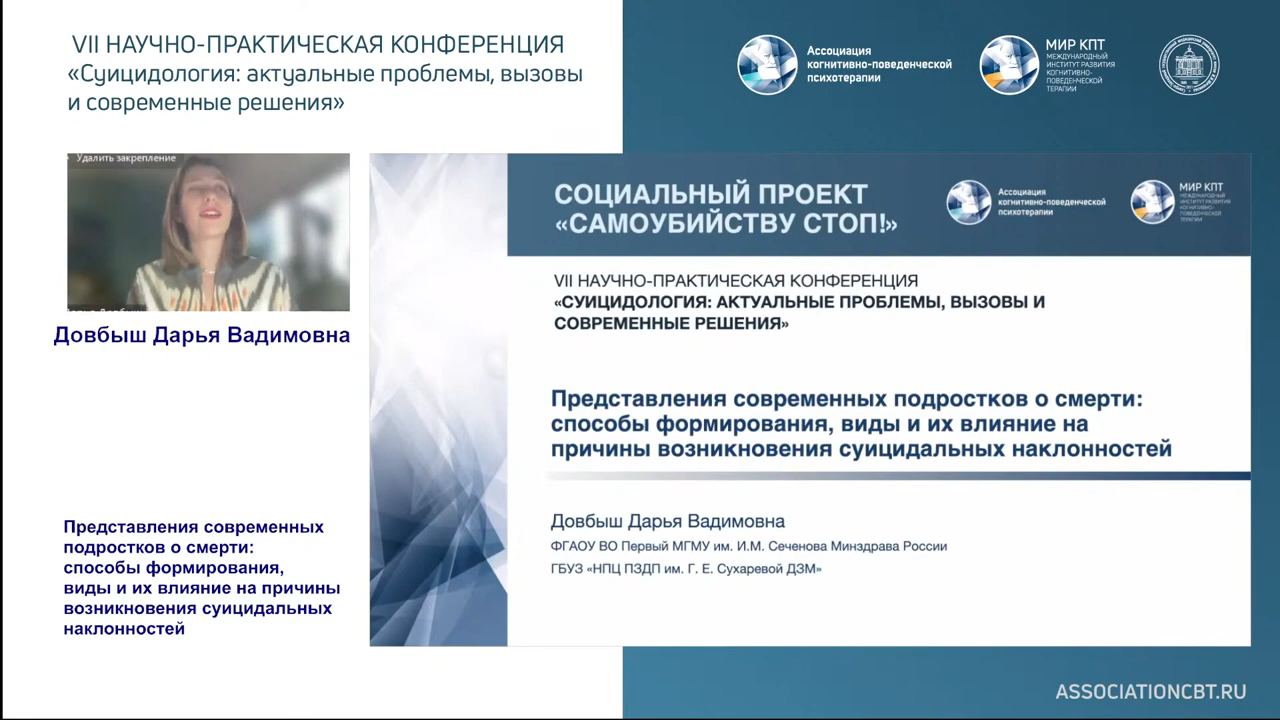 VII НАУЧНО-ПРАКТИЧЕСКАЯ КОНФЕРЕНЦИЯ
«Суицидология: актуальные проблемы, вызовы
и современные решения»
Ассоциация
когнитивно-поведенческой
психотерапии
МИР КПТ
МЕЖДУНАРОДНЫЙ
ИНСТИТУТ РАЗВИТИЯ
КОГНИТИВНО-
ПОВЕДЕНЧЕСКОЙ
ТЕРАПИИ
Удалить закрепление
Довбыш Дарья Вадимовна
Представления современных
подростков о смерти:
способы формирования,
виды и их влияние на причины
возникновения суицидальных
наклонностей
СОЦИАЛЬНЫЙ ПРОЕКТ
«САМОУБИЙСТВУ СТОП!»
Ассоциация
когнитивно-поведенческой
психотерапии
МИР КПТ
МЕЖДУНАРОДНЫЙ
ИНСТИТУТ РАЗВИТИЯ
КОГНИТИВНО-
ПОВЕДЕНЧЕСКОЙ
ТЕРАПИИ
VII НАУЧНО-ПРАКТИЧЕСКАЯ КОНФЕРЕНЦИЯ
«СУИЦИДОЛОГИЯ: АКТУАЛЬНЫЕ ПРОБЛЕМЫ, ВЫЗОВЫ И
СОВРЕМЕННЫЕ РЕШЕНИЯ»
Представления современных подростков о смерти:
способы формирования, виды и их влияние на
причины возникновения суицидальных наклонностей
Довбыш Дарья Вадимовна
ФГАОУ ВО Первый МГМУ им. И.М. Сеченова Минздрава России
ГБУЗ «НПЦ ПЗДП им. Г. Е. Сухаревой ДЗМ»
ASSOCIATIONCBT.RU